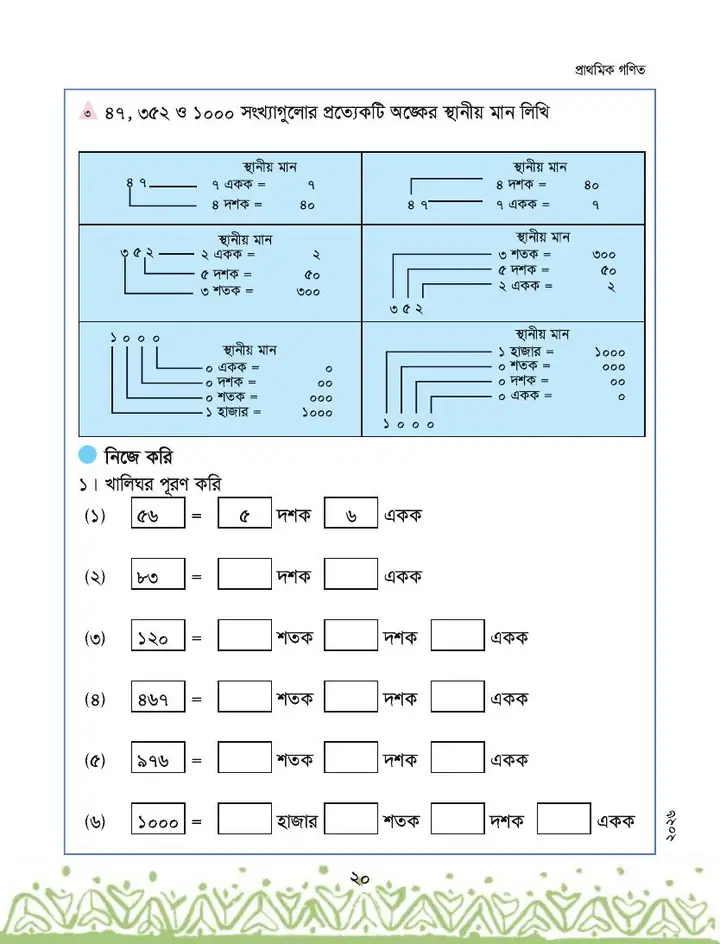 প্রাথমিক গণিত
৩ ৪৭, ৩৫২ ও ১০০০ সংখ্যাগুলোর প্রত্যেকটি অঙ্কের স্থানীয় মান লিখি
স্থানীয় মান
৪ ৭ ৭ একক = ৭
৪ দশক = ৪০
স্থানীয় মান
৪ দশক = ৪০
৪ ৭ ৭ একক = ৭
স্থানীয় মান
৩ ৫ ২ ২ একক = ২
৫ দশক = ৫০
৩ শতক = ৩০০
স্থানীয় মান
৩ শতক = ৩০০
৫ দশক = ৫০
২ একক = ২
৩ ৫ ২
১ ০ ০ ০
স্থানীয় মান
০ একক = ০
০ দশক = ০০
০ শতক = ০০০
১ হাজার = ১০০০
স্থানীয় মান
১ হাজার = ১০০০
০ শতক = ০০০
০ দশক = ০০
০ একক = ০
১ ০ ০ ০
নিজে করি
১। খালিঘর পূরণ করি
(১) ৫৬ = ৫ দশক ৬ একক
(২) ৮৩ = দশক একক
(৩) ১২০ = শতক দশক একক
(৪) ৪৬৭ = শতক দশক একক
(৫) ৯৭৬ = শতক দশক একক
(৬) ১০০০ = হাজার শতক দশক একক
২০২৬
২০